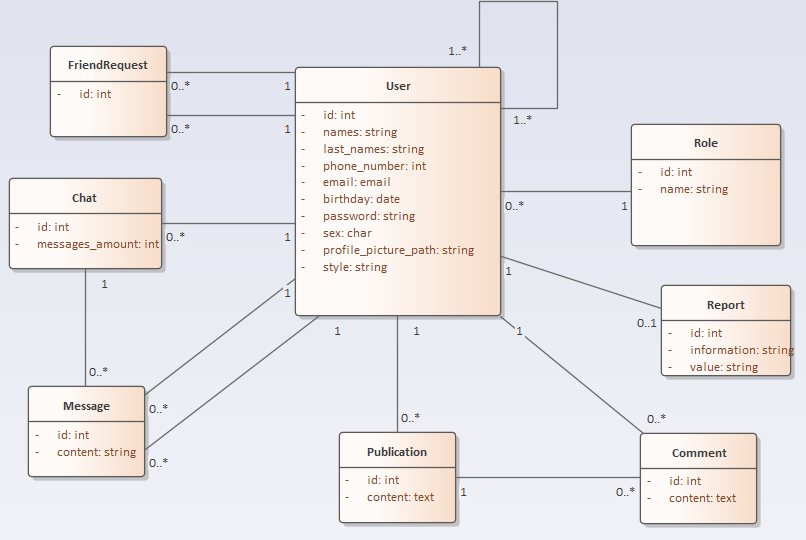 1..*
1..*
FriendRequest
- id: int
0..*
1
0..*
1
User
- id: int
- names: string
- last_names: string
- phone_number: int
- email: email
- birthday: date
- password: string
- sex: char
- profile_picture_path: string
- style: string
Role
- id: int
- name: string
0..*
1
Chat
- id: int
- messages_amount: int
0..*
1
1
0..*
1
0..1
Report
- id: int
- information: string
- value: string
1
1
1
1
Message
- id: int
- content: string
0..*
0..*
0..*
0..*
Publication
- id: int
- content: text
1
0..*
Comment
- id: int
- content: text